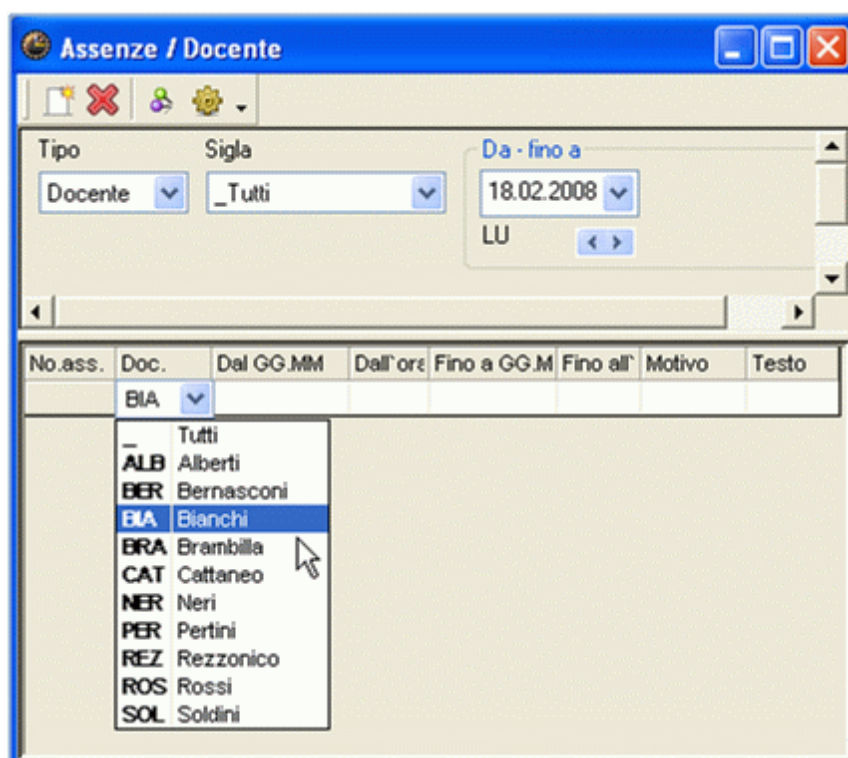 Assenze / Docente
Tipo Sigla Da - fino a
Docente _Tutti 18.02.2008
LU
No.ass. Doc. Dal GG.MM Dall`ora Fino a GG.M Fino all` Motivo Testo
BIA
_ Tutti
ALB Alberti
BER Bernasconi
BIA Bianchi
BRA Brambilla
CAT Cattaneo
NER Neri
PER Pertini
REZ Rezzonico
ROS Rossi
SOL Soldini